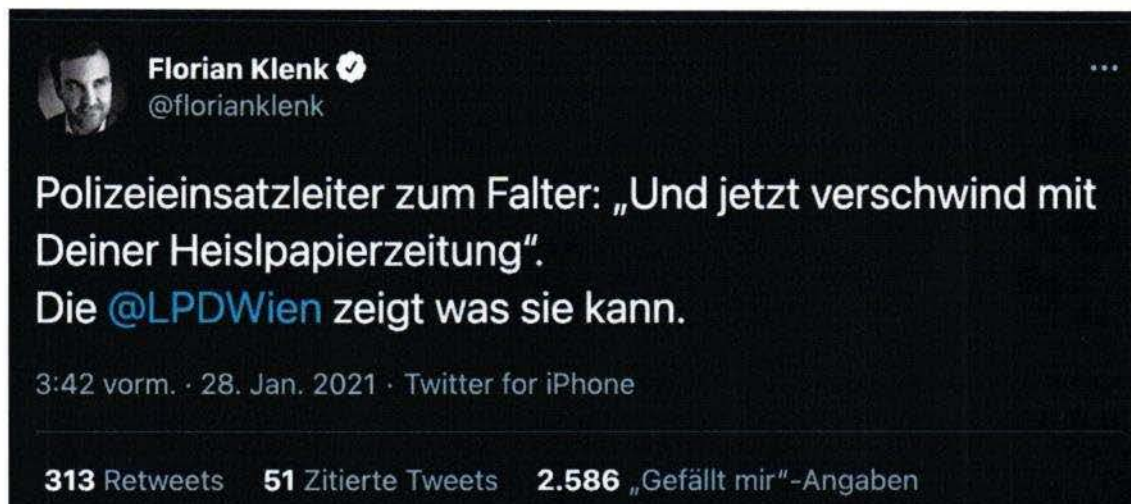 Florian Klenk
@florianklenk
Polizeieinsatzleiter zum Falter: „Und jetzt verschwind mit
Deiner Heislpapierzeitung“.
Die @LPDWien zeigt was sie kann.
3:42 vorm. · 28. Jan. 2021 · Twitter for iPhone
313 Retweets 51 Zitierte Tweets 2.586 „Gefällt mir“-Angaben